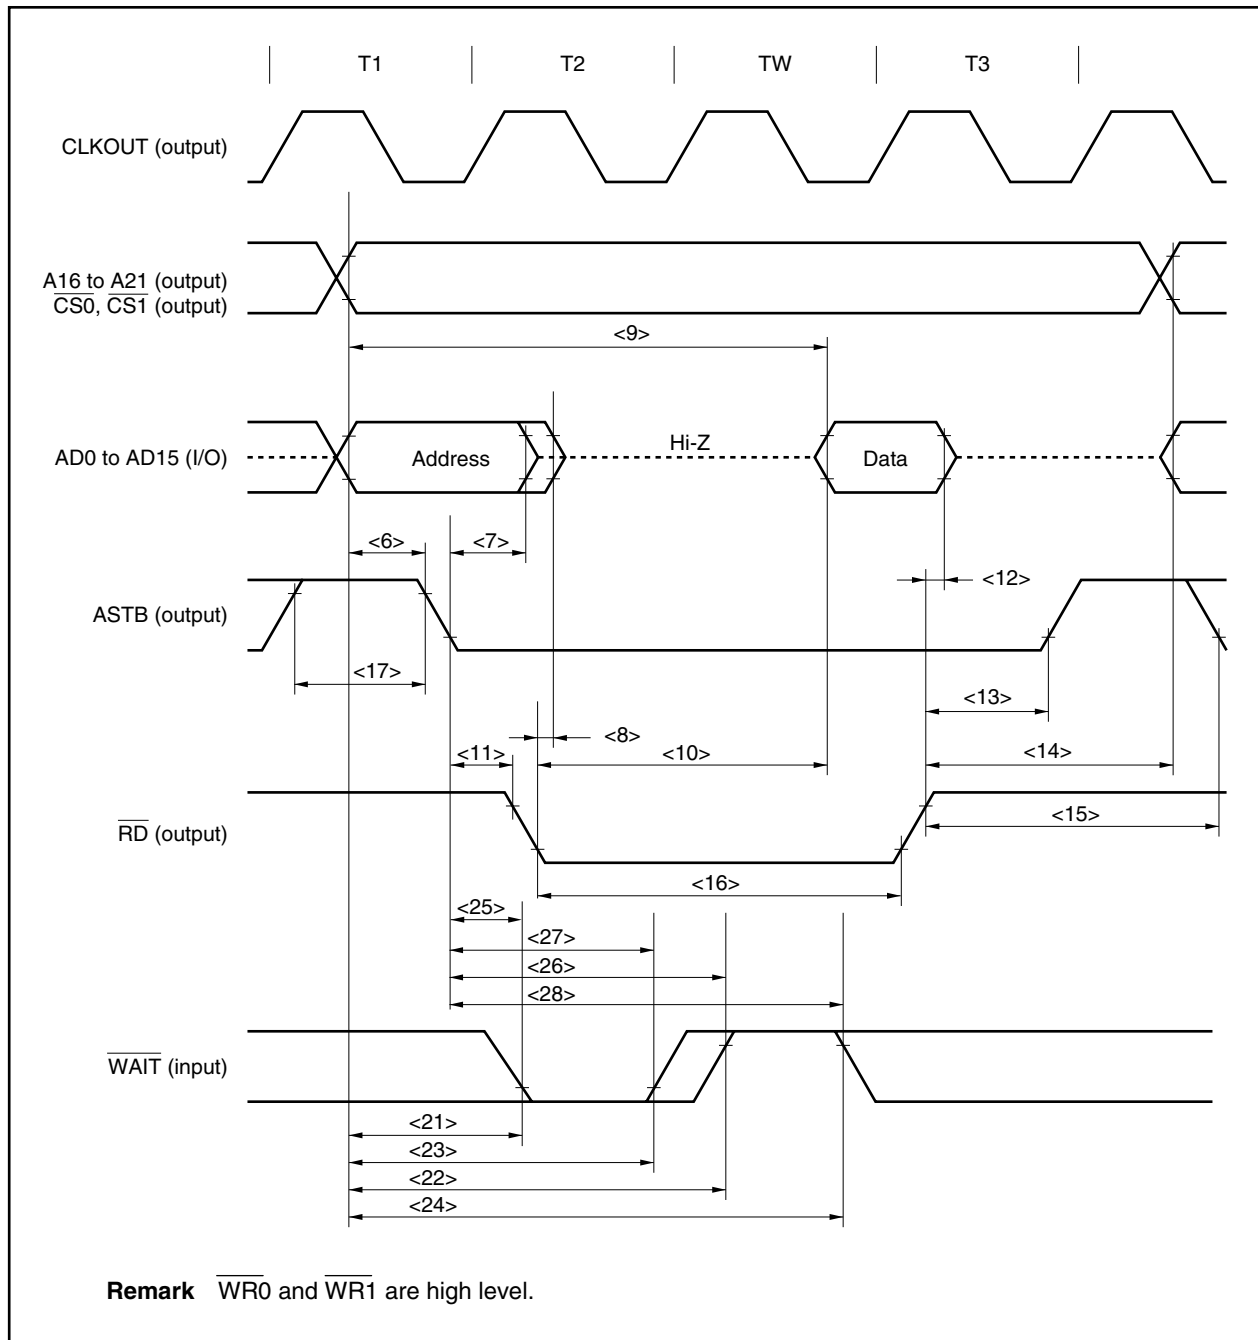 T1 T2 TW T3
CLKOUT (output)
A16 to A21 (output)
CS0, CS1 (output)
<9>
AD0 to AD15 (I/O)
Address
Hi-Z
Data
<6>
<7>
<12>
ASTB (output)
<17>
<13>
<8>
<11>
<10>
<14>
RD (output)
<15>
<16>
<25>
<27>
<26>
<28>
WAIT (input)
<21>
<23>
<22>
<24>
Remark WR0 and WR1 are high level.